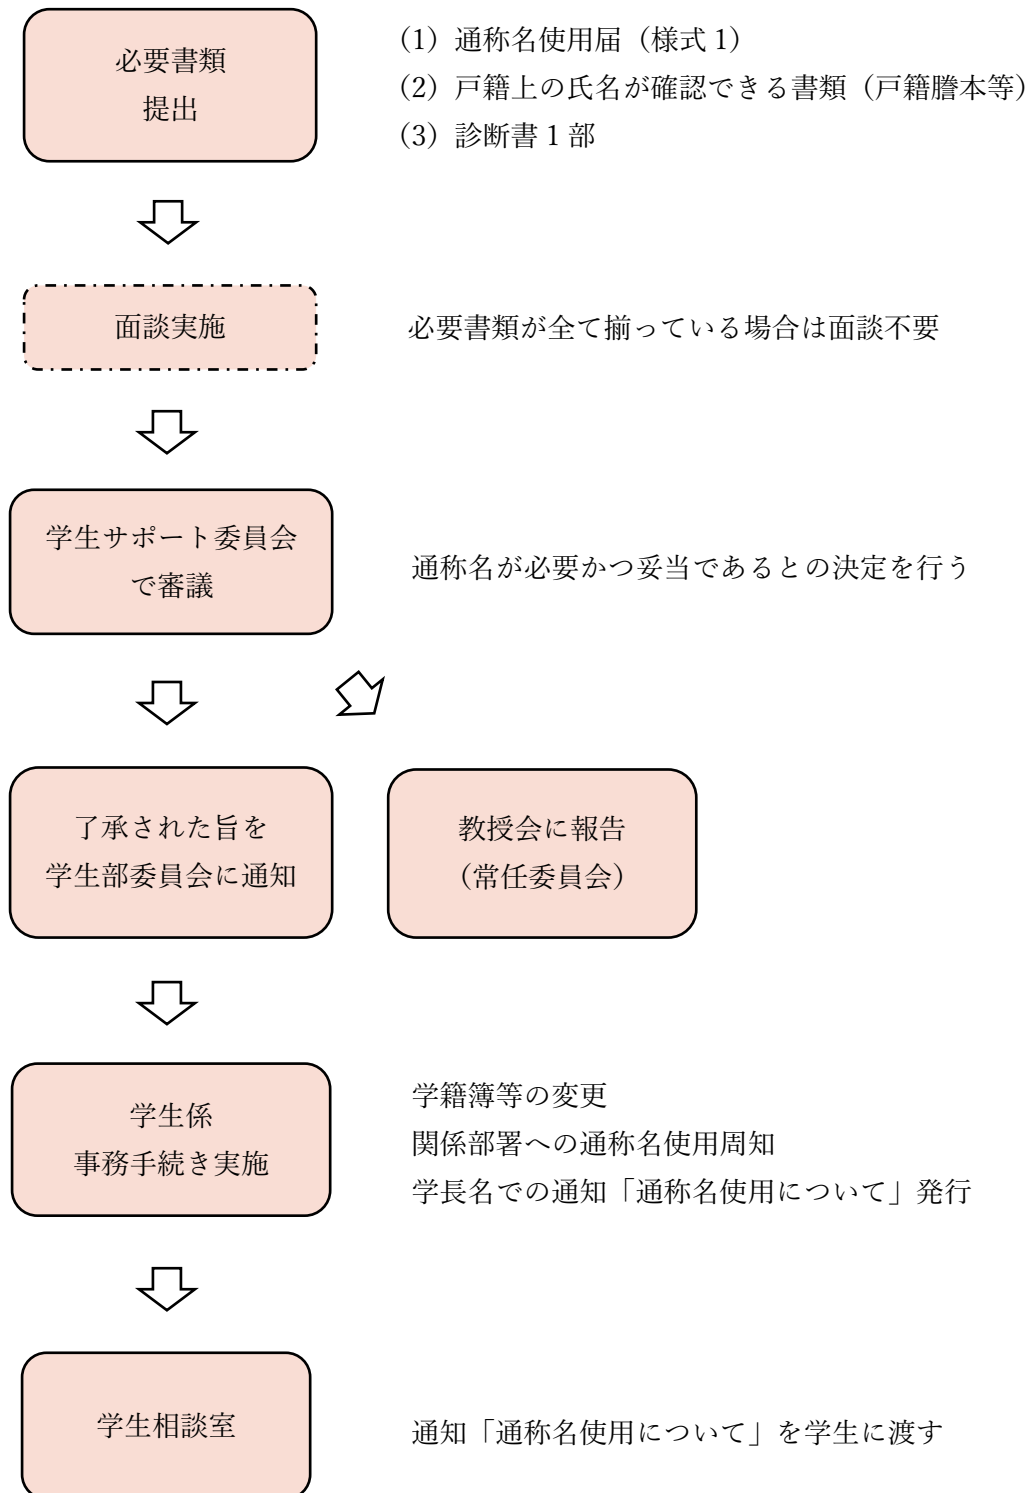 必要書類
提出
（1）通称名使用届（様式 1）
（2）戸籍上の氏名が確認できる書類（戸籍謄本等）
（3）診断書 1 部
面談実施
必要書類が全て揃っている場合は面談不要
学生サポート委員会
で審議
通称名が必要かつ妥当であるとの決定を行う
了承された旨を
学生部委員会に通知
教授会に報告
（常任委員会）
学生係
事務手続き実施
学籍簿等の変更
関係部署への通称名使用周知
学長名での通知「通称名使用について」発行
学生相談室
通知「通称名使用について」を学生に渡す